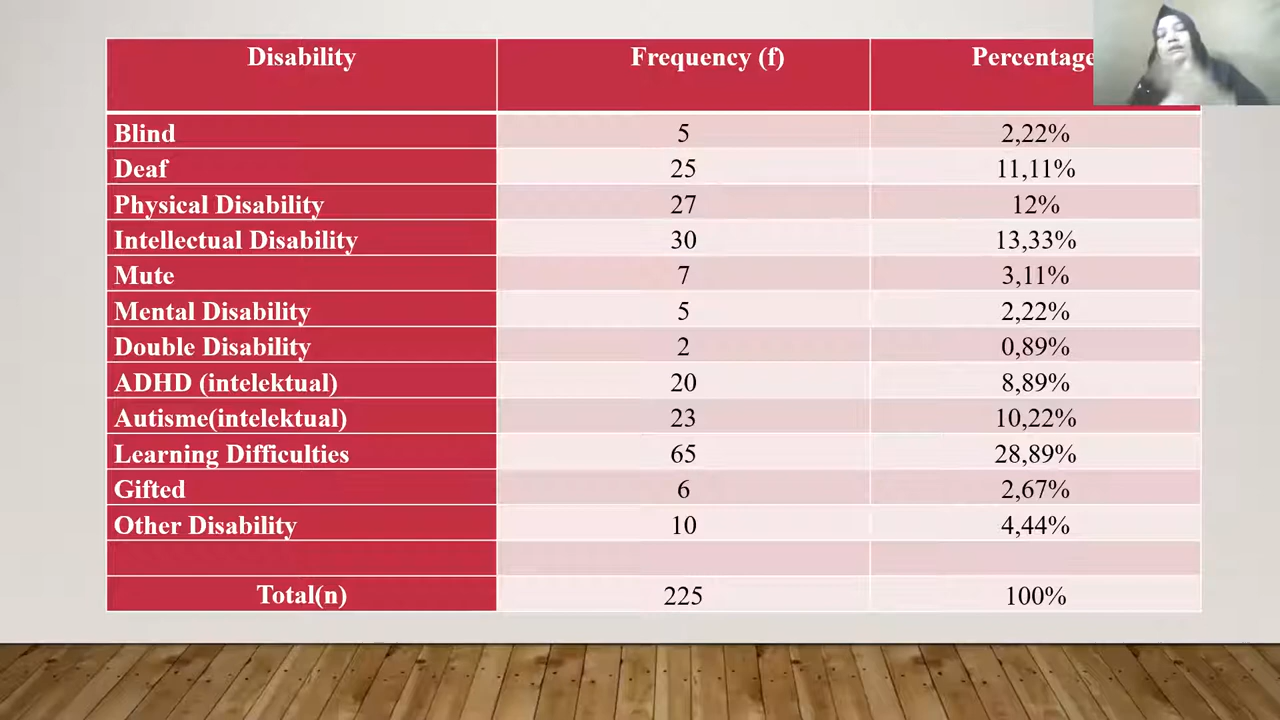 Disability Frequency (f) Percentage
Blind 5 2,22%
Deaf 25 11,11%
Physical Disability 27 12%
Intellectual Disability 30 13,33%
Mute 7 3,11%
Mental Disability 5 2,22%
Double Disability 2 0,89%
ADHD (intelektual) 20 8,89%
Autisme(intelektual) 23 10,22%
Learning Difficulties 65 28,89%
Gifted 6 2,67%
Other Disability 10 4,44%
Total(n) 225 100%